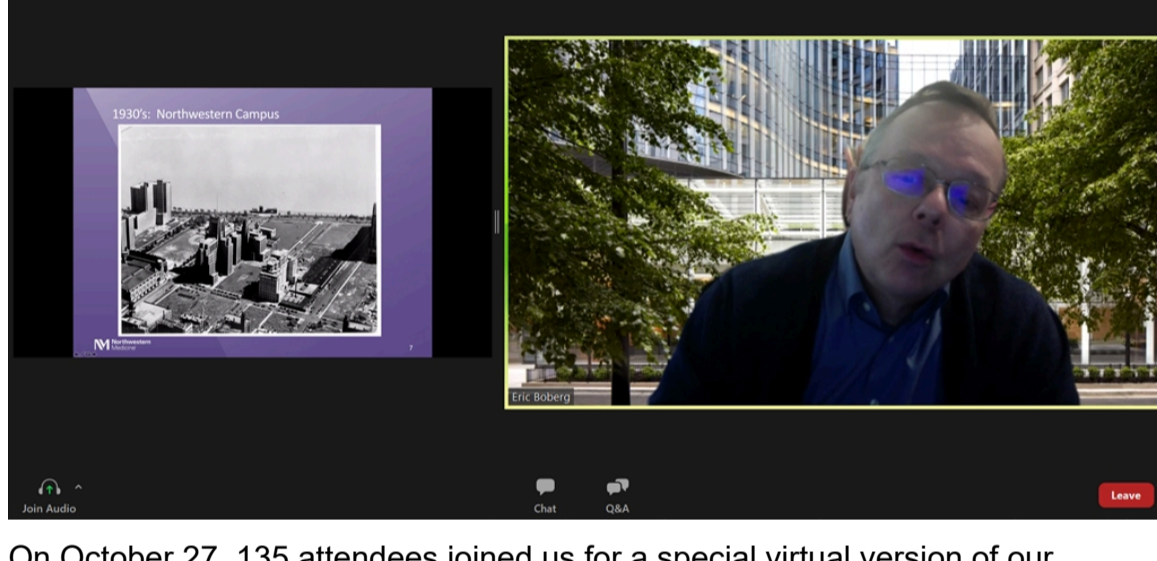 1930's: Northwestern Campus
Northwestern
Medicine
7
Eric Boberg
Join Audio
Chat
Q&A
Leave
On October 27, 135 attendees joined us for a special virtual version of our